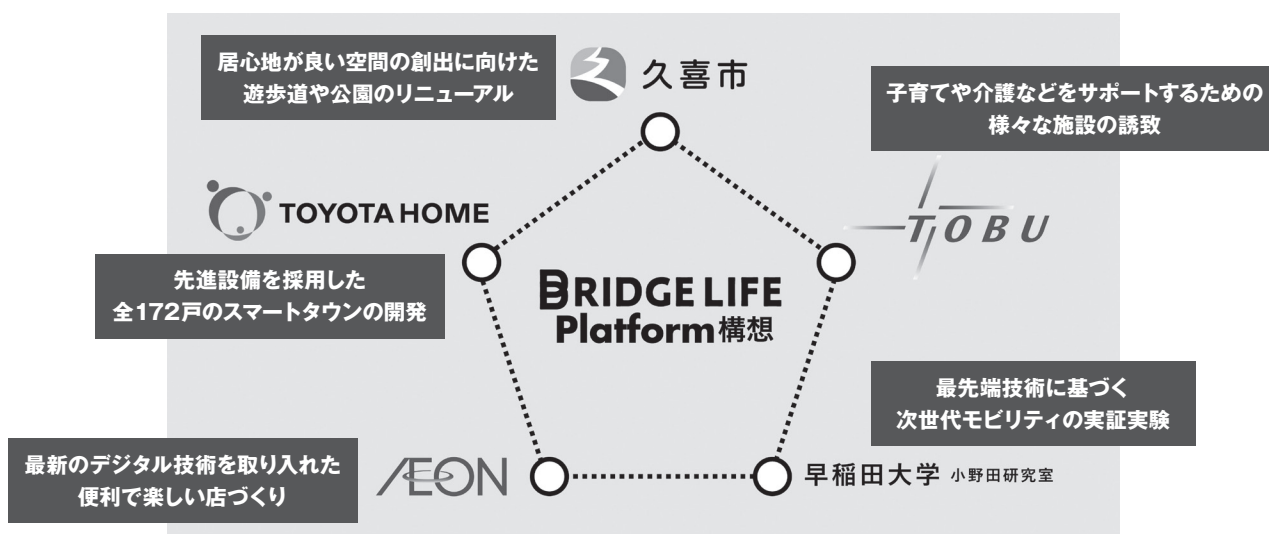 居心地が良い空間の創出に向けた
遊歩道や公園のリニューアル
久喜市
子育てや介護などをサポートするための
様々な施設の誘致
TOYOTA HOME
TOBU
先進設備を採用した
全172戸のスマートタウンの開発
BRIDGE LIFE
Platform構想
最先端技術に基づく
次世代モビリティの実証実験
最新のデジタル技術を取り入れた
便利で楽しい店づくり
ÆON
早稲田大学 小野田研究室